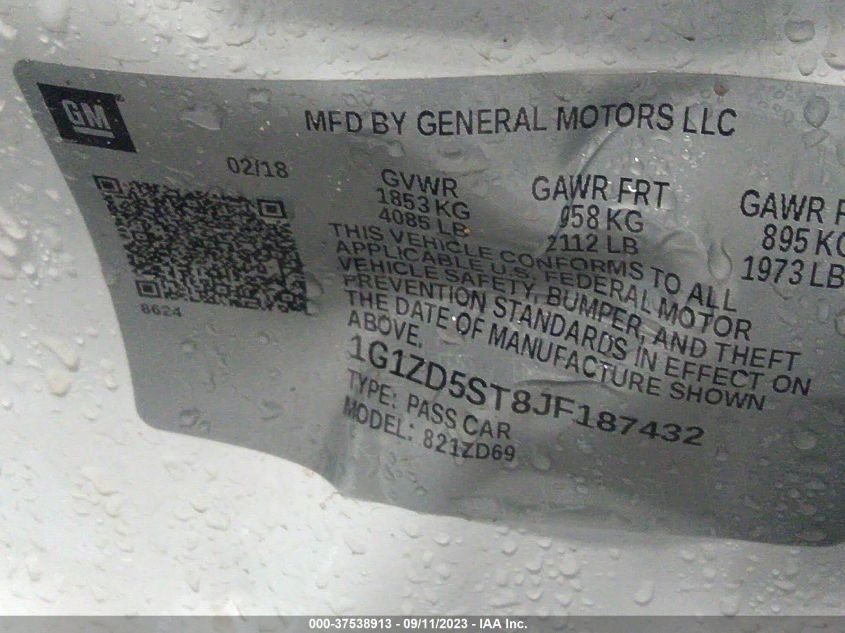 GM
MFD BY GENERAL MOTORS LLC
02/18
GVWR GAWR FRT GAWR
1853 KG 958 KG 895 KG
4085 LB 2112 LB 1973 LB
THIS VEHICLE CONFORMS TO ALL
APPLICABLE U.S. FEDERAL MOTOR
VEHICLE SAFETY, BUMPER, AND THEFT
PREVENTION STANDARDS IN EFFECT ON
THE DATE OF MANUFACTURE SHOWN
ABOVE.
8624
1G1ZD5ST8JF187432
TYPE: PASS CAR
MODEL: 821ZD69
000-37538913 - 09/11/2023 - IAA Inc.